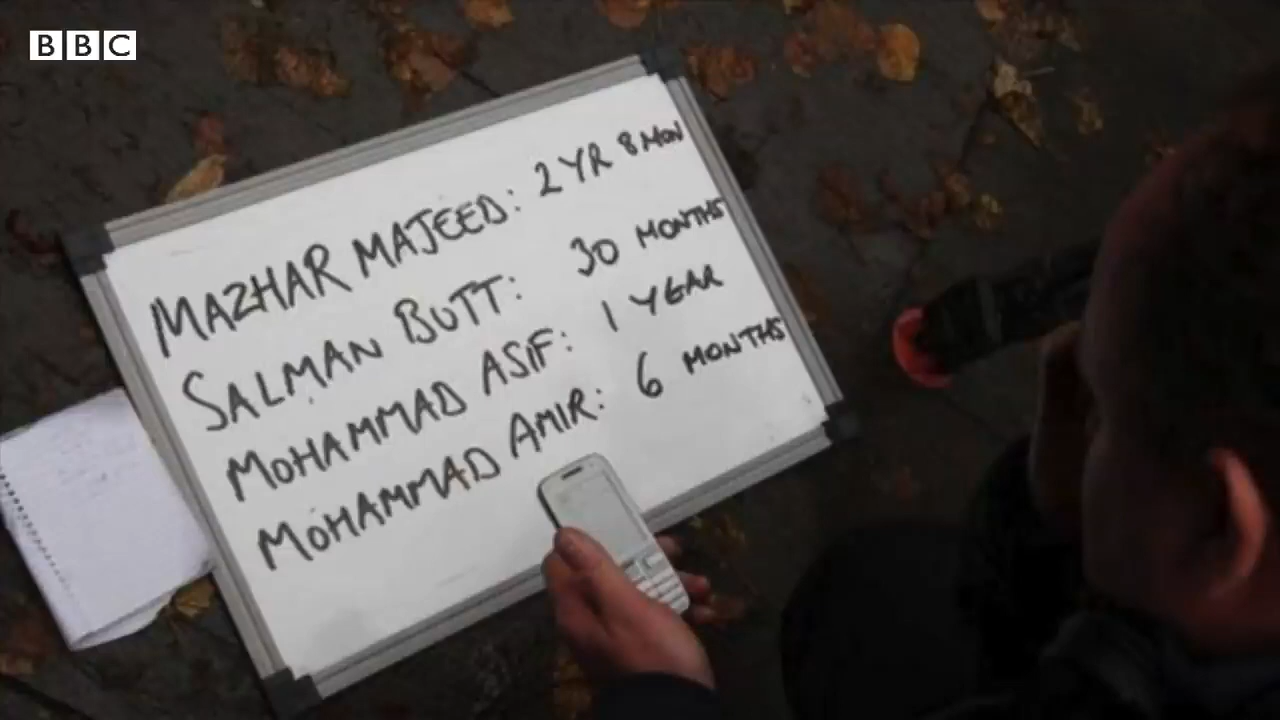 BBC
MAZHAR MAJEED: 2 YR 8 MON
SALMAN BUTT: 30 MONTHS
MOHAMMAD ASIF: 1 YEAR
MOHAMMAD AMIR: 6 MONTHS